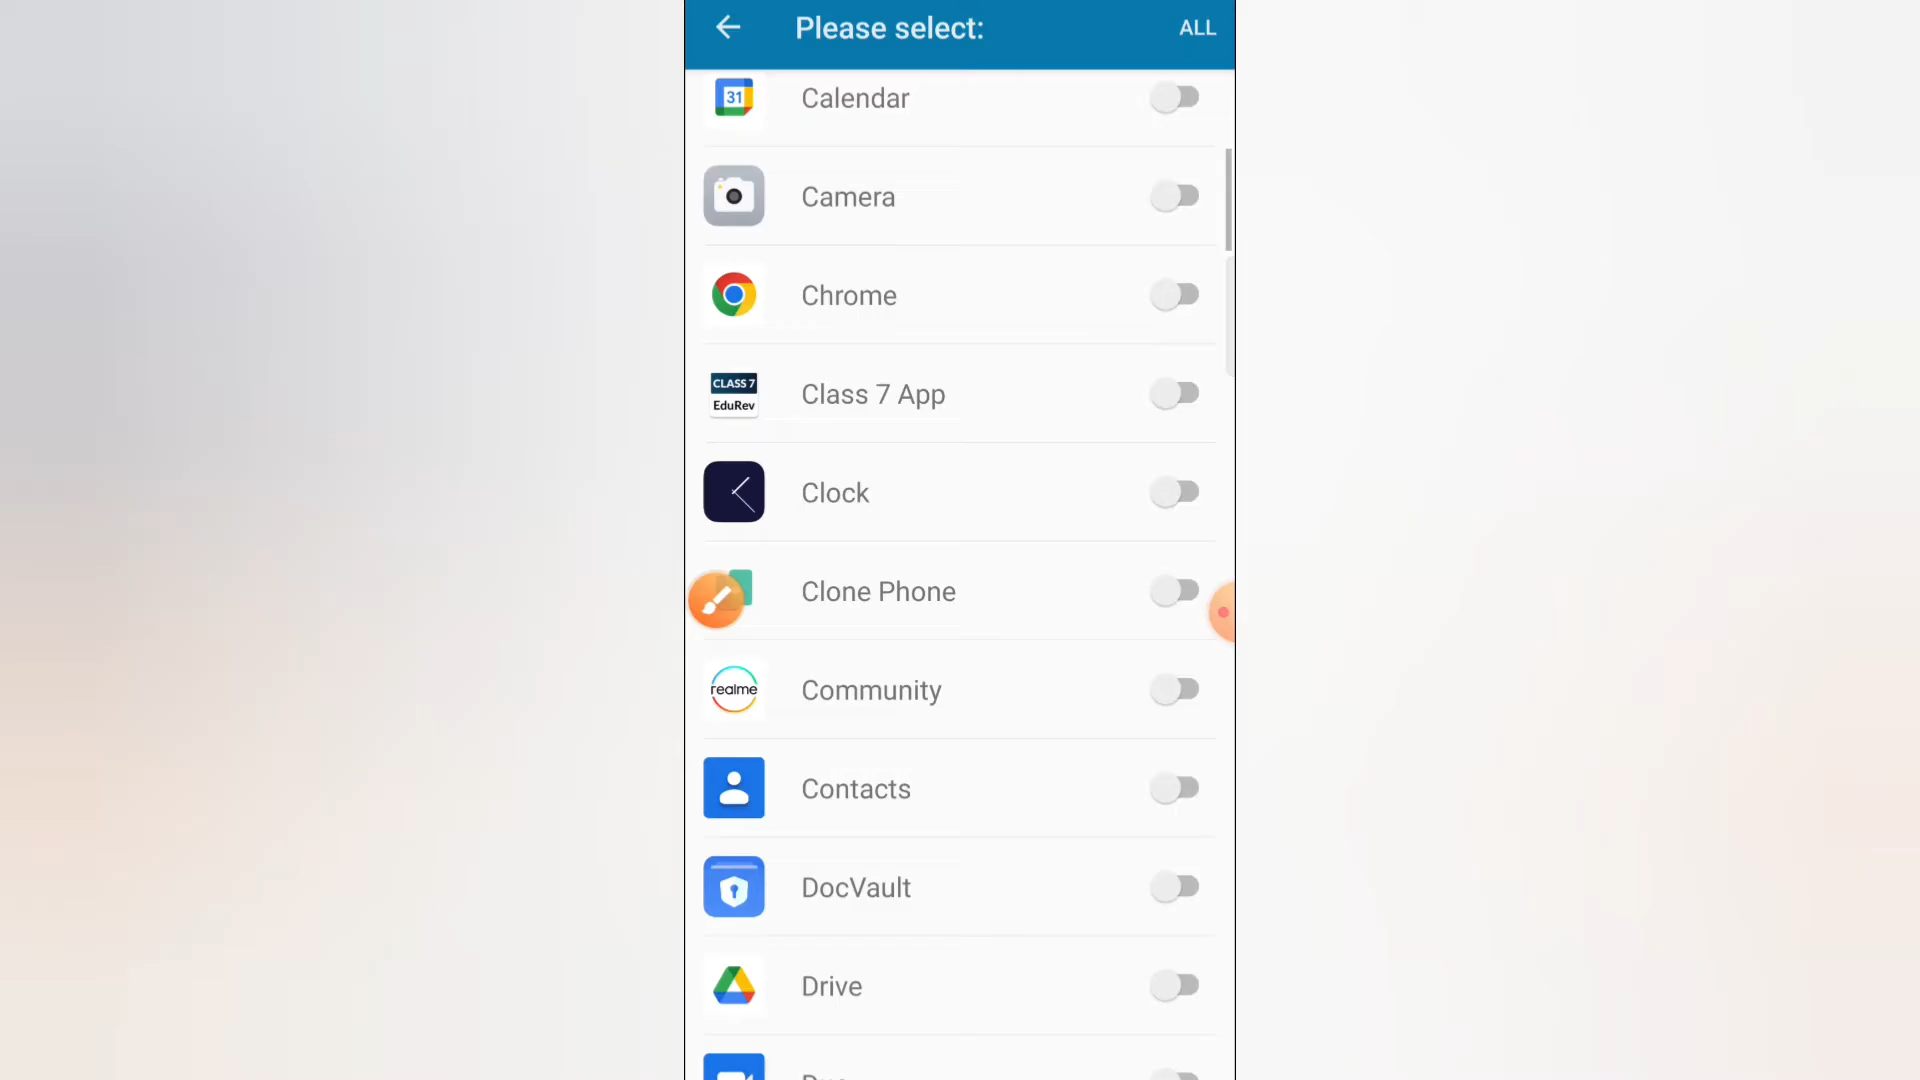 Please select:
ALL
31
Calendar
Camera
Chrome
CLASS 7
EduRev
Class 7 App
Clock
Clone Phone
realme
Community
Contacts
DocVault
Drive